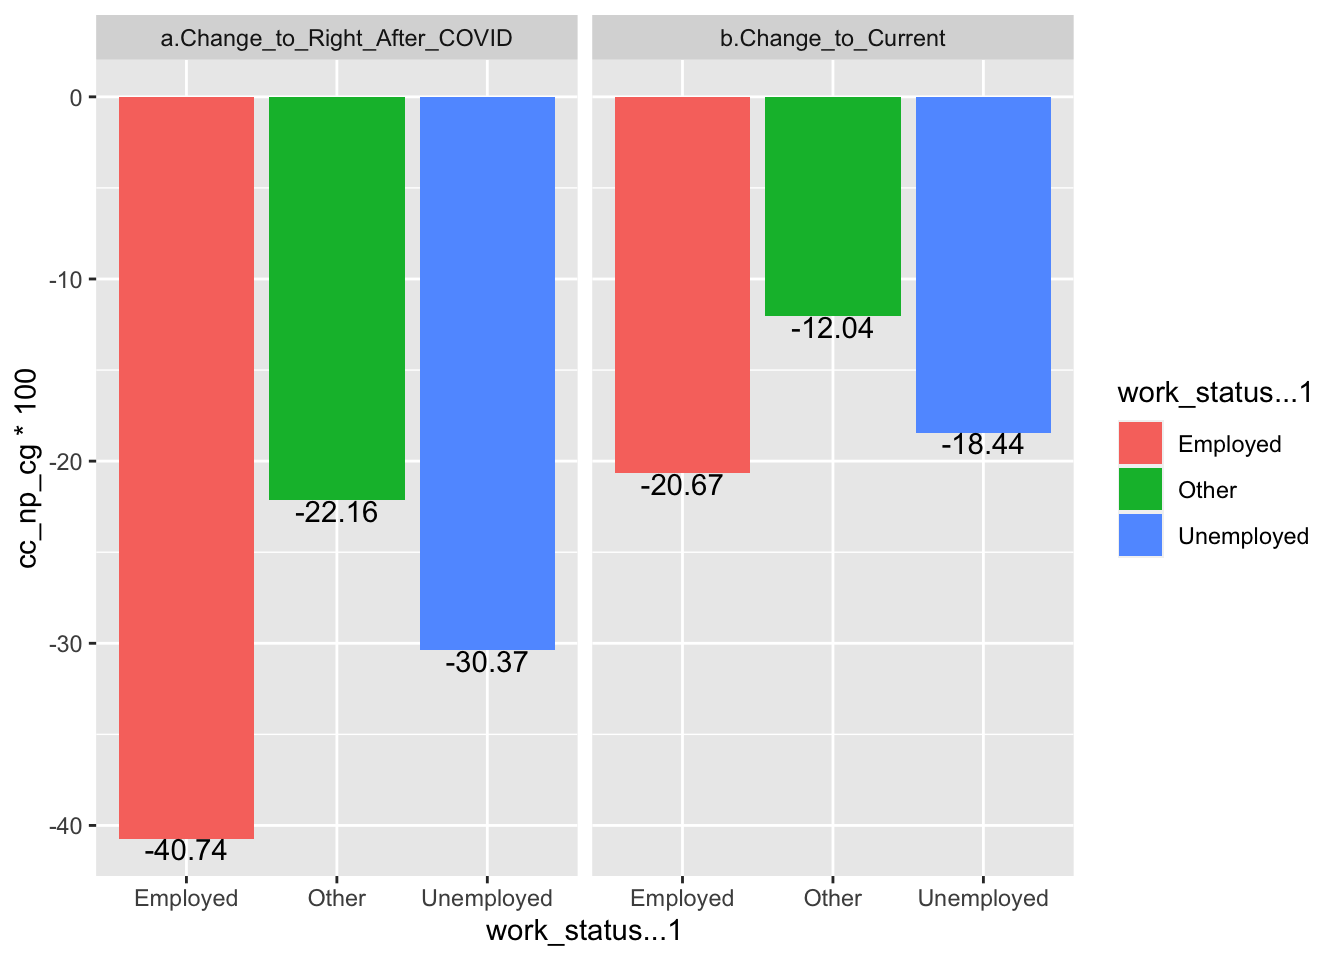 a.Change_to_Right_After_COVID
b.Change_to_Current
0
-10
-20
-30
-40
cc_np_cg * 100
-40.74
-22.16
-30.37
-20.67
-12.04
-18.44
Employed
Other
Unemployed
Employed
Other
Unemployed
work_status...1
work_status...1
Employed
Other
Unemployed